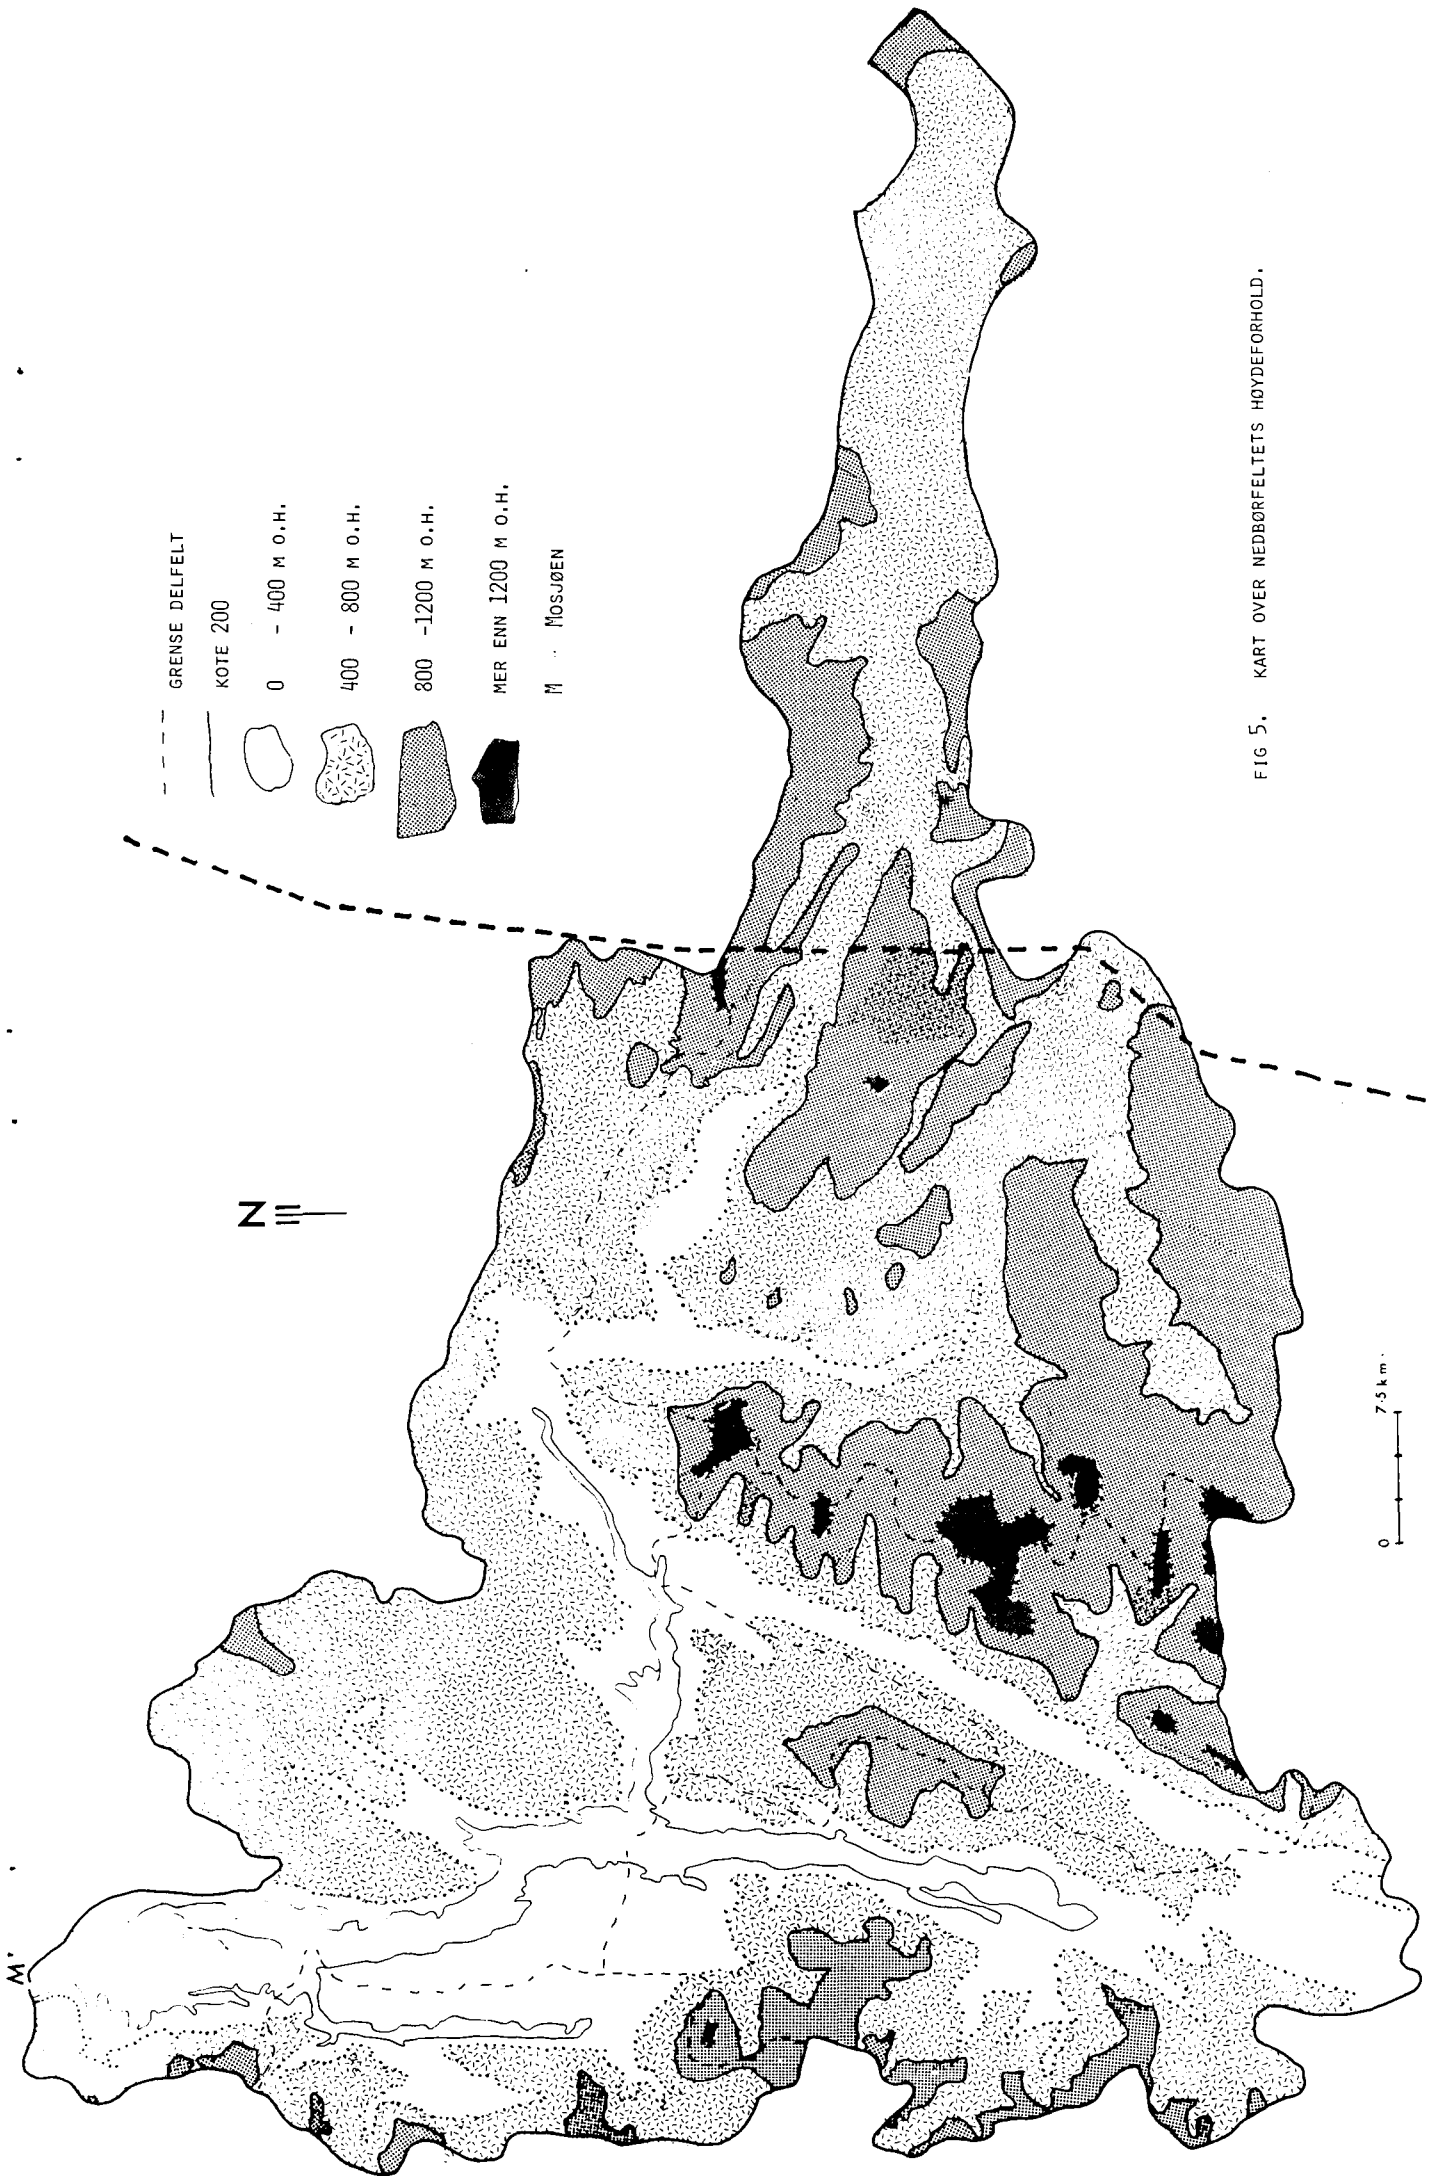 GRENSE DELFELT
KOTE 200
0 - 400 M O.H.
400 - 800 M O.H.
800 -1200 M O.H.
MER ENN 1200 M O.H.
M - MOSJØEN
N
M
0 7.5 km.
FIG 5. KART OVER NEDBØRFELTETS HØYDEFORHOLD.